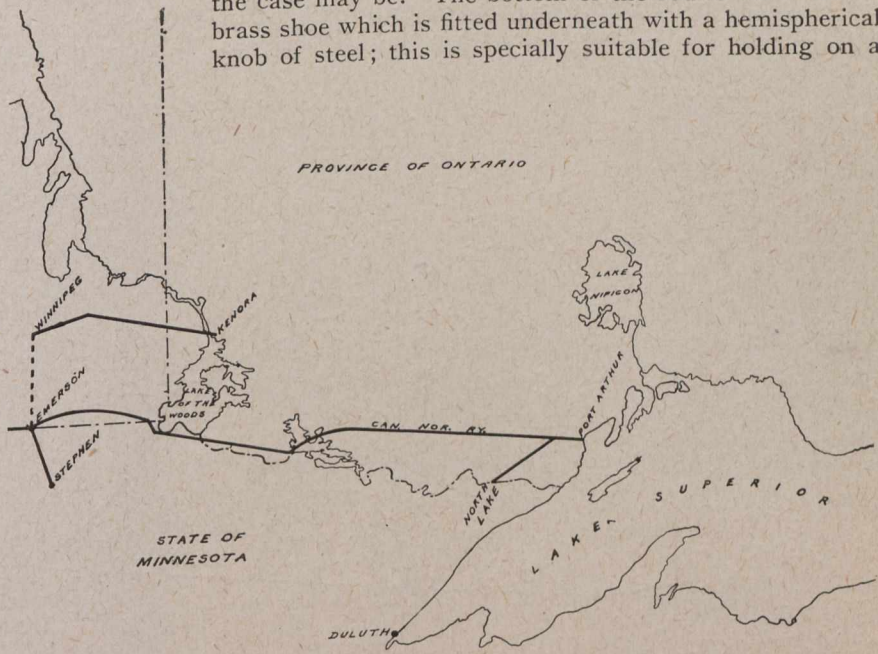 brass shoe which is fitted underneath with a hemispherical
knob of steel; this is specially suitable for holding on a
PROVINCE OF ONTARIO
LAKE
NIPIGON
WINNIPEG
KENORA
EMERSON
LAKE
OF THE
WOODS
STEPHEN
CAN. NOR. RY.
PORT ARTHUR
NORTH
LAKE
LAKE SUPERIOR
STATE OF
MINNESOTA
DULUTH